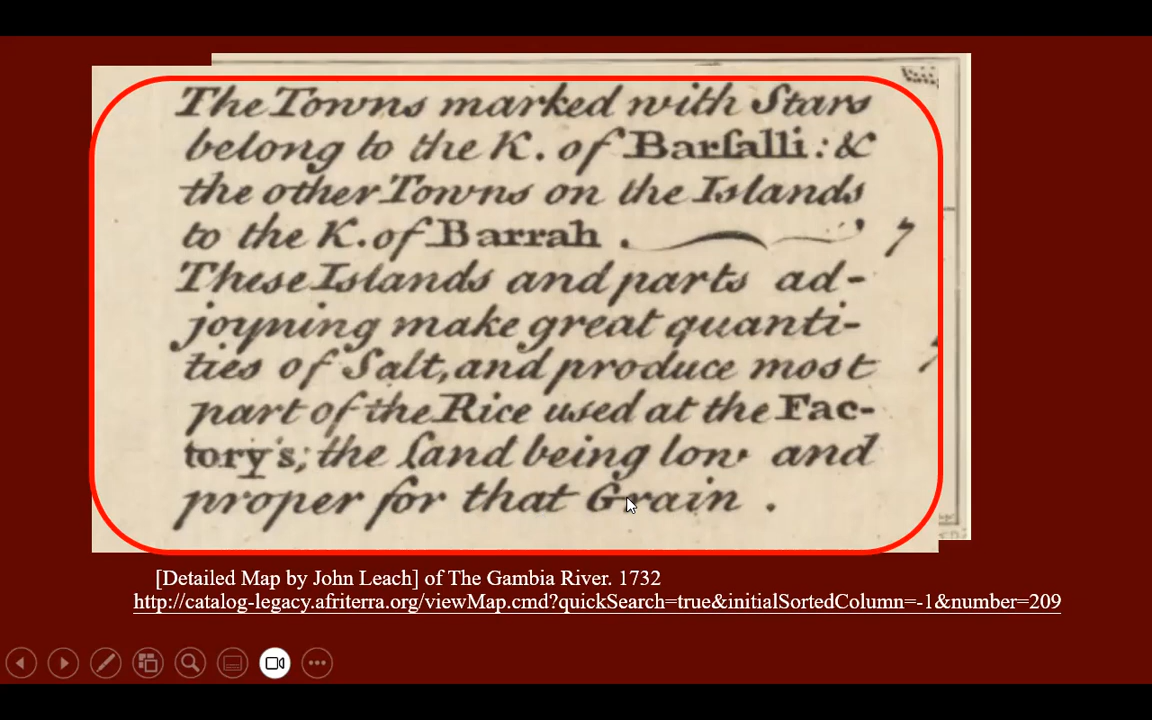 The Towns marked with Stars
belong to the K. of Barſalli: &
the other Towns on the Islands
to the K. of Barrah .
7
These Islands and parts ad-
joyning make great quanti-
ties of Salt, and produce most
part of the Rice used at the Fac-
tory's; the Land being low and
proper for that Grain .
[Detailed Map by John Leach] of The Gambia River. 1732
http://catalog-legacy.afriterra.org/viewMap.cmd?quickSearch=true&initialSortedColumn=-1&number=209